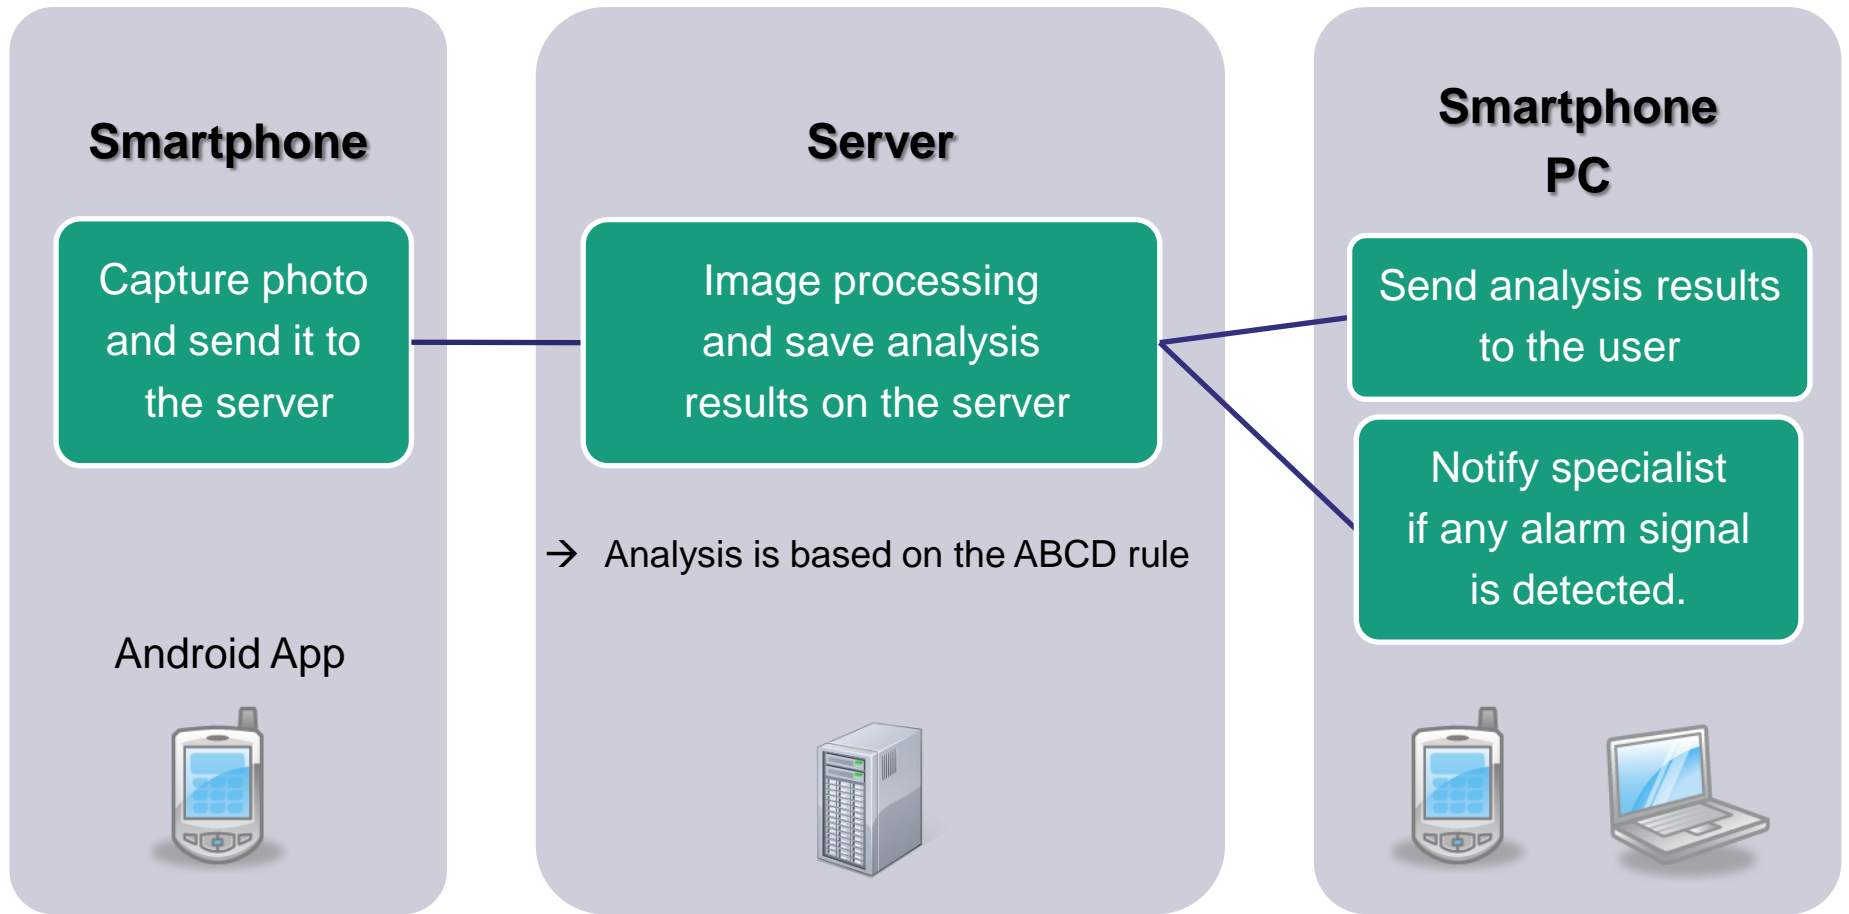 Smartphone
Capture photo
and send it to
the server
Android App
Server
Image processing
and save analysis
results on the server
→ Analysis is based on the ABCD rule
Smartphone
PC
Send analysis results
to the user
Notify specialist
if any alarm signal
is detected.